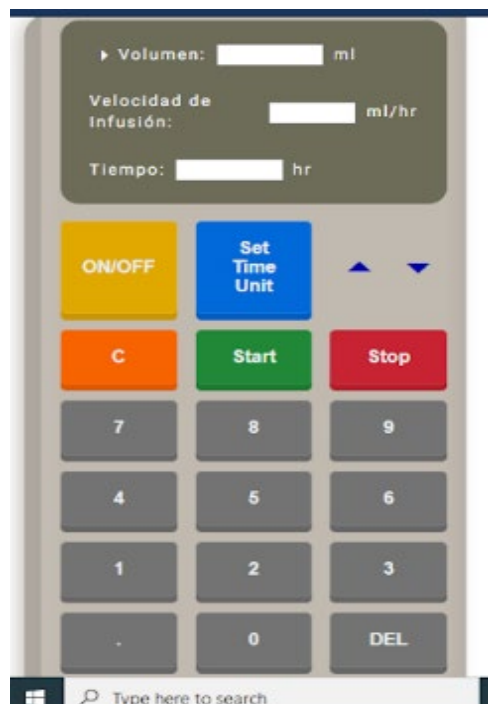 Volumen: ml
Velocidad de
Infusión: ml/hr
Tiempo: hr
ON/OFF
Set
Time
Unit
C
Start
Stop
7 8 9
4 5 6
1 2 3
. 0 DEL
Type here to search